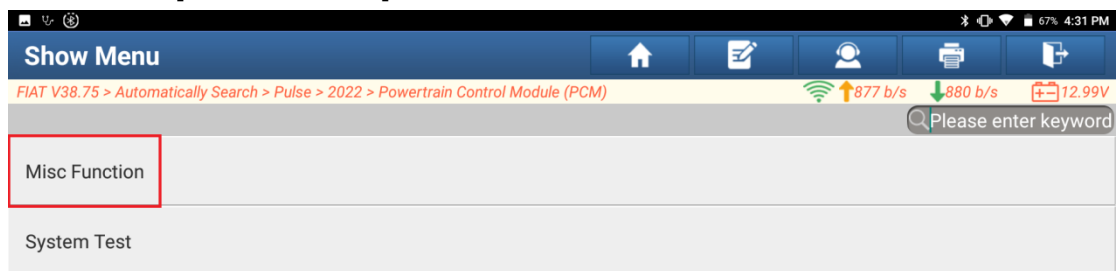 67% 4:31 PM
Show Menu
FIAT V38.75 > Automatically Search > Pulse > 2022 > Powertrain Control Module (PCM) 877 b/s 880 b/s 12.99V
Please enter keyword
Misc Function
System Test